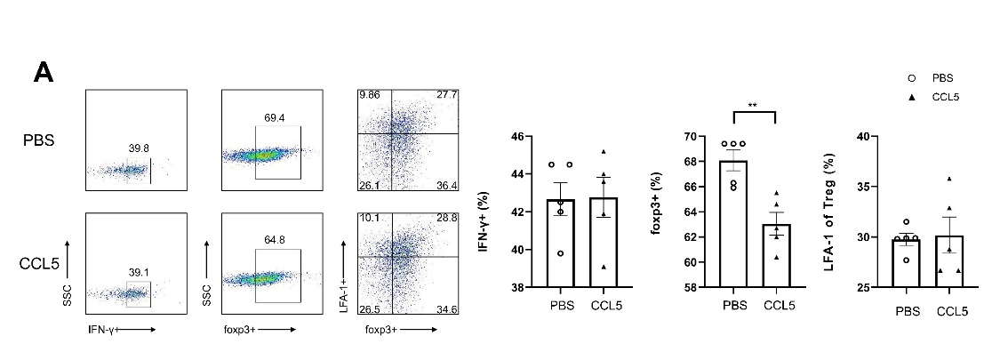 A
PBS
39.8
69.4
9.86 27.7
26.1 36.4
CCL5
39.1
64.8
10.1 28.8
26.5 34.6
SSC
SSC
LFA-1+
IFN-γ+
foxp3+
foxp3+
IFN-γ+ (%)
46
44
42
40
38
PBS CCL5
foxp3+ (%)
**
70
68
66
64
62
60
58
PBS CCL5
LFA-1 of Treg (%)
40
35
30
25
PBS CCL5
PBS
CCL5